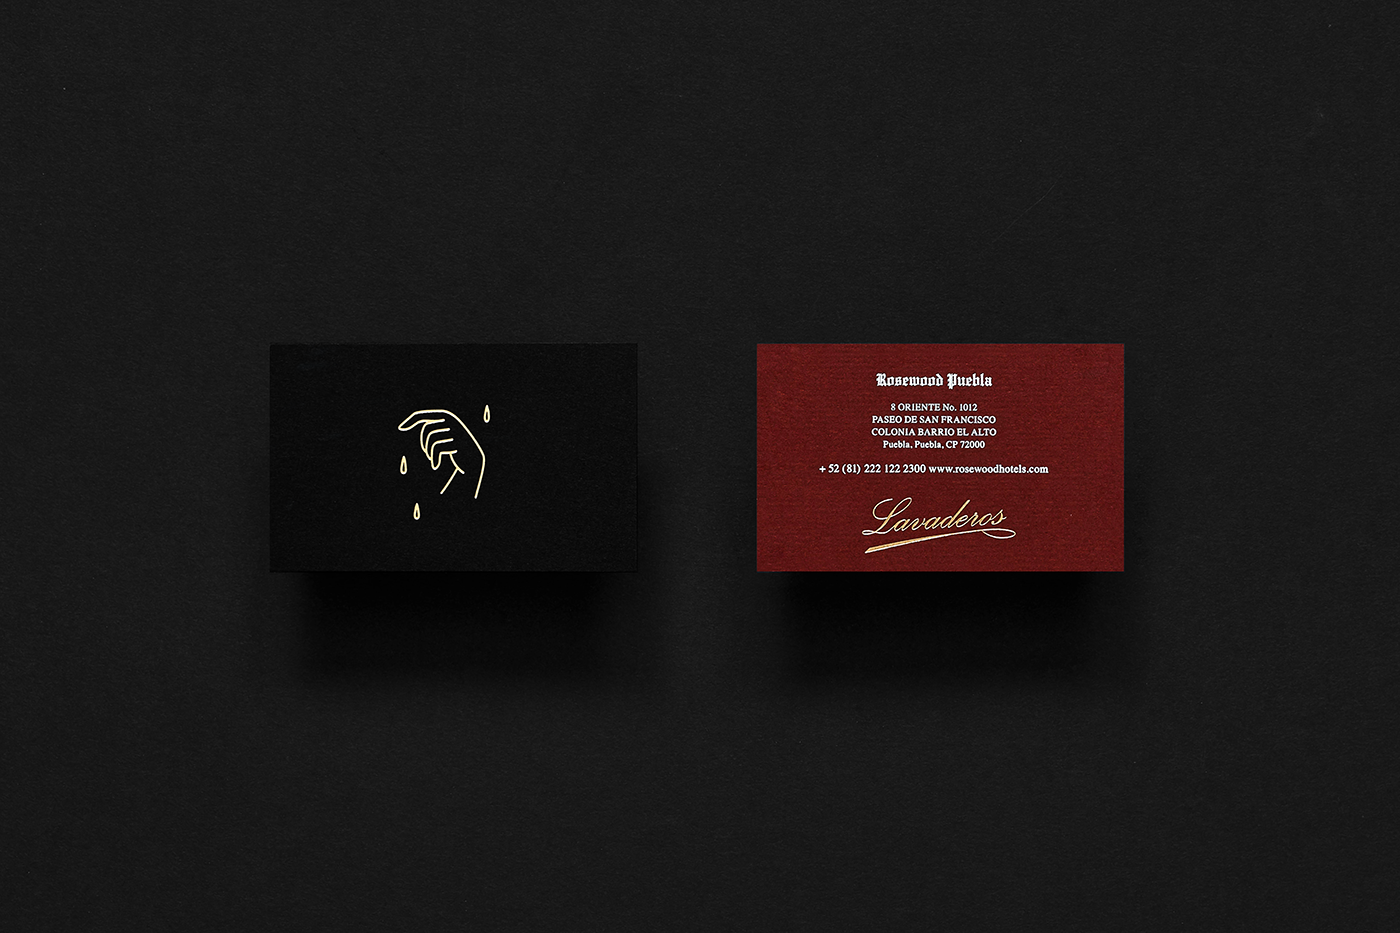 Rosewood Puebla
8 ORIENTE No. 1012
PASEO DE SAN FRANCISCO
COLONIA BARRIO EL ALTO
Puebla, Puebla, CP 72000
+ 52 (81) 222 122 2300 www.rosewoodhotels.com
Lavaderos